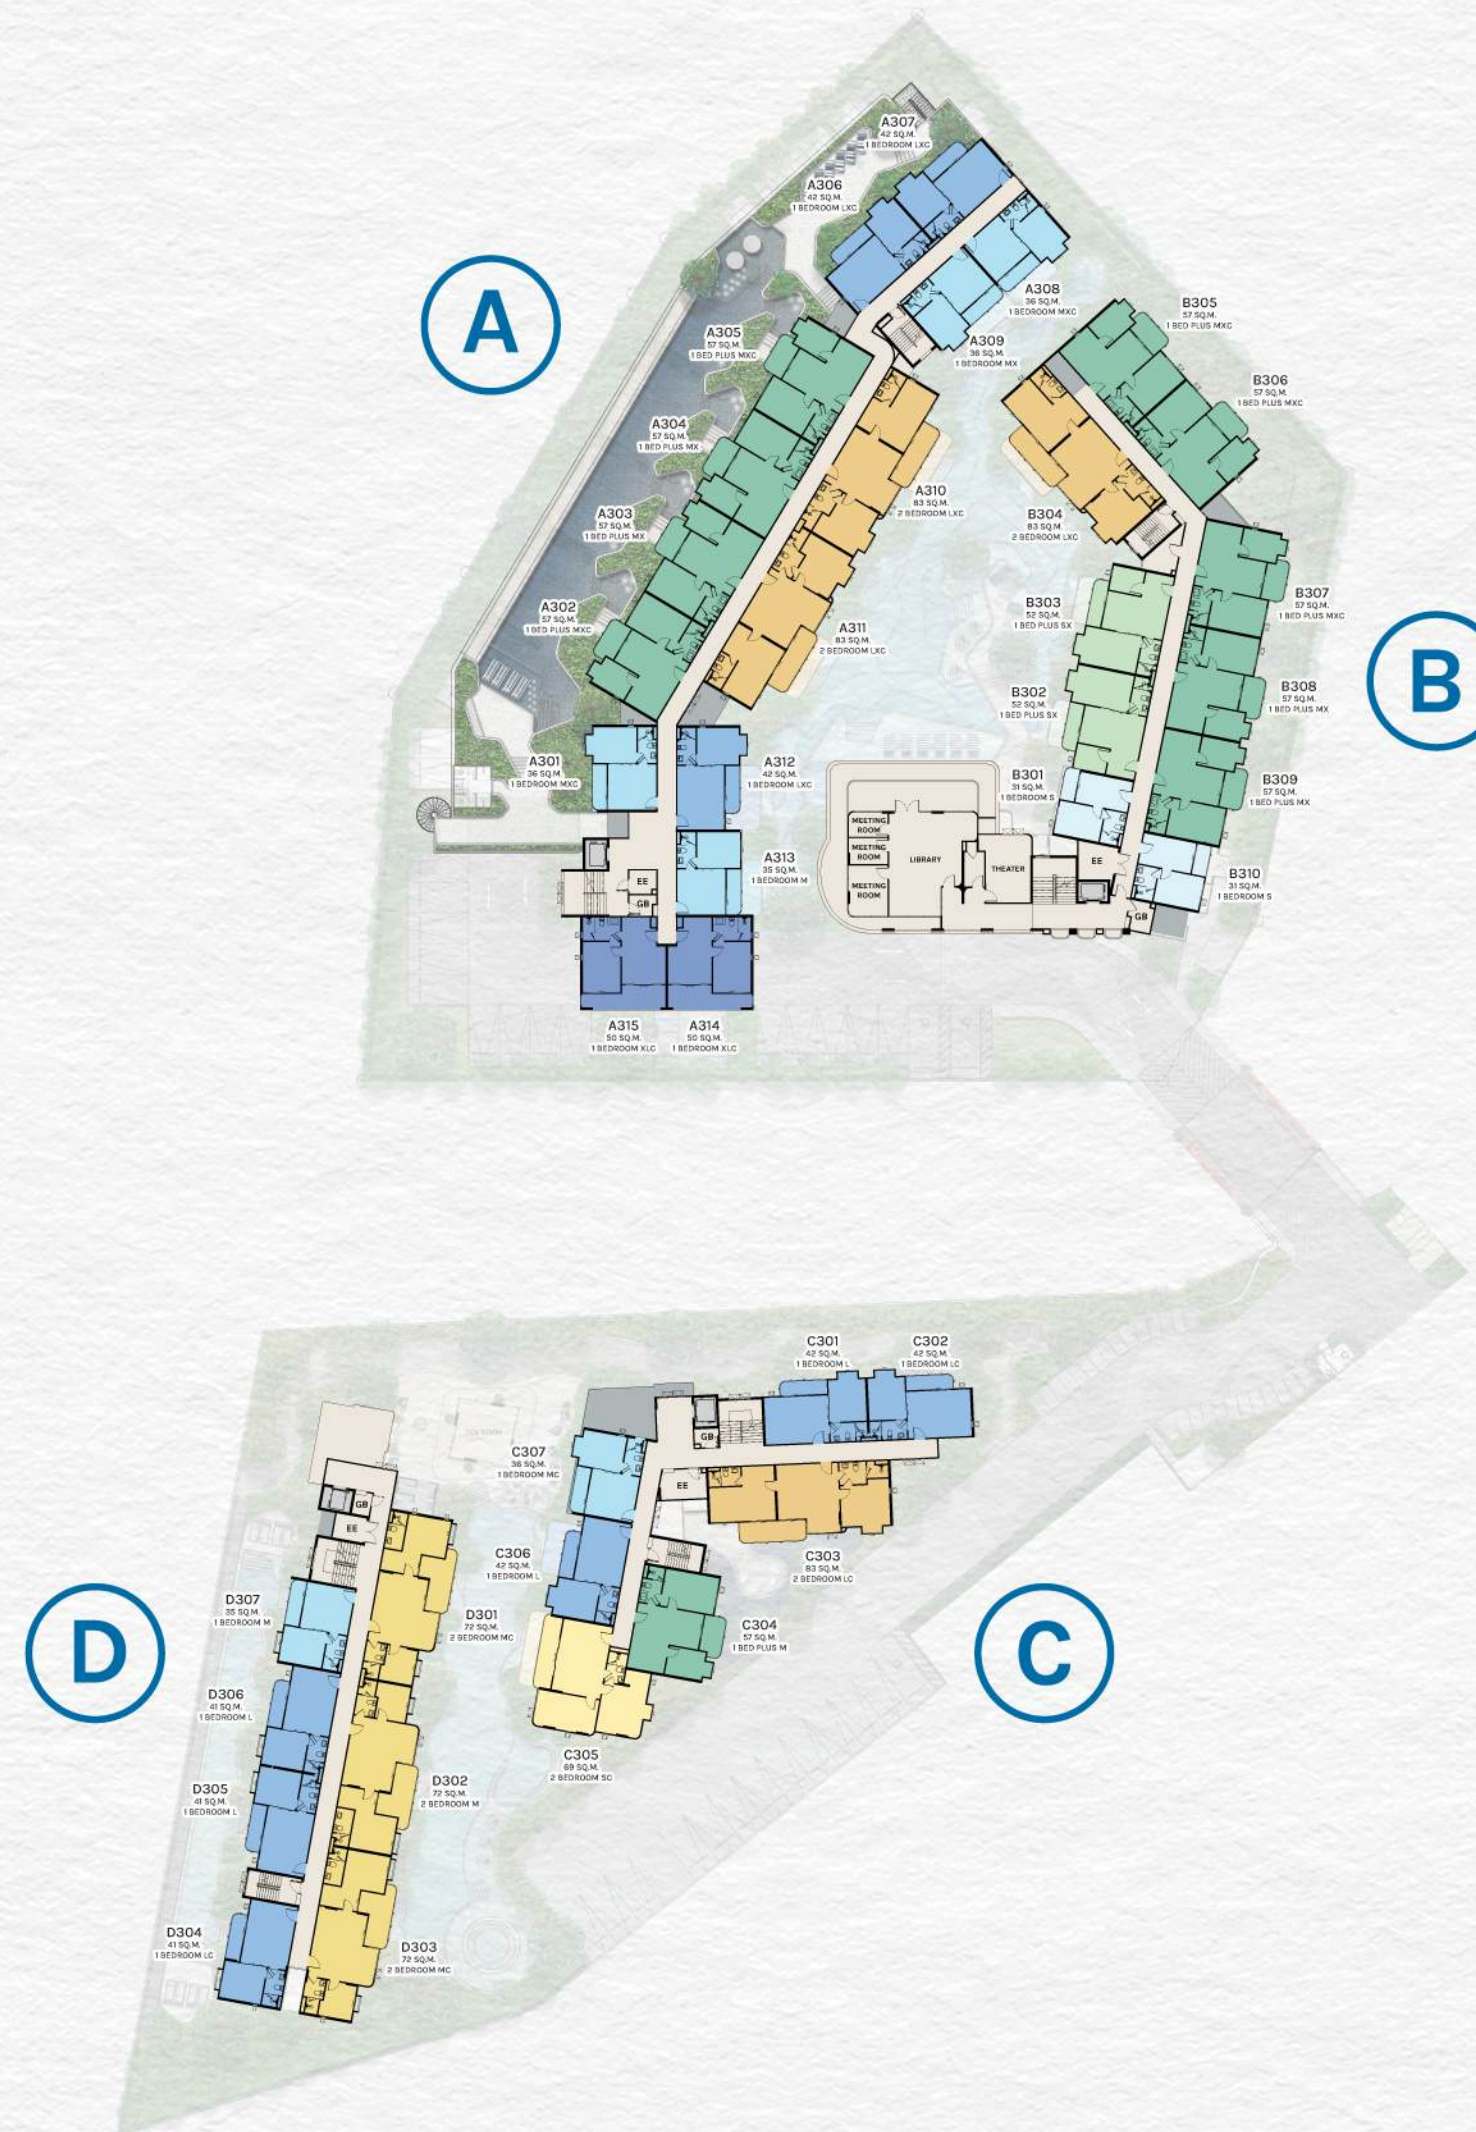 A
A307
42 SQ.M.
1 BEDROOM LXC
A306
42 SQ.M.
1 BEDROOM LXC
A308
36 SQ.M.
1 BEDROOM MXC
A309
36 SQ.M.
1 BEDROOM MX
A305
57 SQ.M.
1 BED PLUS MXC
A304
57 SQ.M.
1 BED PLUS MX
A303
57 SQ.M.
1 BED PLUS MX
A302
57 SQ.M.
1 BED PLUS MXC
A310
83 SQ.M.
2 BEDROOM LXC
A311
83 SQ.M.
2 BEDROOM LXC
A301
36 SQ.M.
1 BEDROOM MXC
A312
42 SQ.M.
1 BEDROOM LXC
A313
35 SQ.M.
1 BEDROOM M
EE
GB
A315
50 SQ.M.
1 BEDROOM XLC
A314
50 SQ.M.
1 BEDROOM XLC
B
B305
57 SQ.M.
1 BED PLUS MXC
B306
57 SQ.M.
1 BED PLUS MXC
B304
83 SQ.M.
2 BEDROOM LXC
B303
52 SQ.M.
1 BED PLUS SX
B307
57 SQ.M.
1 BED PLUS MXC
B302
52 SQ.M.
1 BED PLUS SX
B308
57 SQ.M.
1 BED PLUS MX
B301
31 SQ.M.
1 BEDROOM S
B309
57 SQ.M.
1 BED PLUS MX
B310
31 SQ.M.
1 BEDROOM S
MEETING
ROOM
MEETING
ROOM
MEETING
ROOM
LIBRARY
THEATER
EE
GB
C301
42 SQ.M.
1 BEDROOM L
C302
42 SQ.M.
1 BEDROOM LC
GB
EE
C307
36 SQ.M.
1 BEDROOM MC
C306
42 SQ.M.
1 BEDROOM L
C303
83 SQ.M.
2 BEDROOM LC
C304
57 SQ.M.
1 BED PLUS M
C305
69 SQ.M.
2 BEDROOM SC
C
D
GB
EE
D307
35 SQ.M.
1 BEDROOM M
D301
72 SQ.M.
2 BEDROOM MC
D306
41 SQ.M.
1 BEDROOM L
D305
41 SQ.M.
1 BEDROOM L
D302
72 SQ.M.
2 BEDROOM M
D304
41 SQ.M.
1 BEDROOM LC
D303
72 SQ.M.
2 BEDROOM MC